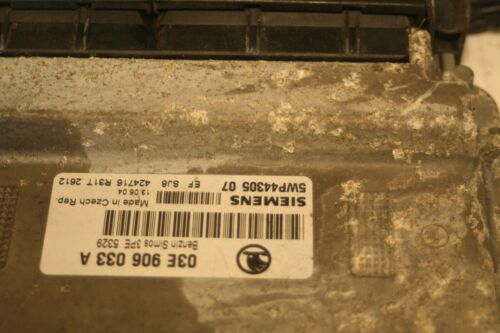 03E 906 033 A
Benzin Simos 3PE 5329
SIEMENS
5WP44305 07
Made in Czech Rep.
13.06.04 EF SJ8
424716 R31T 2612